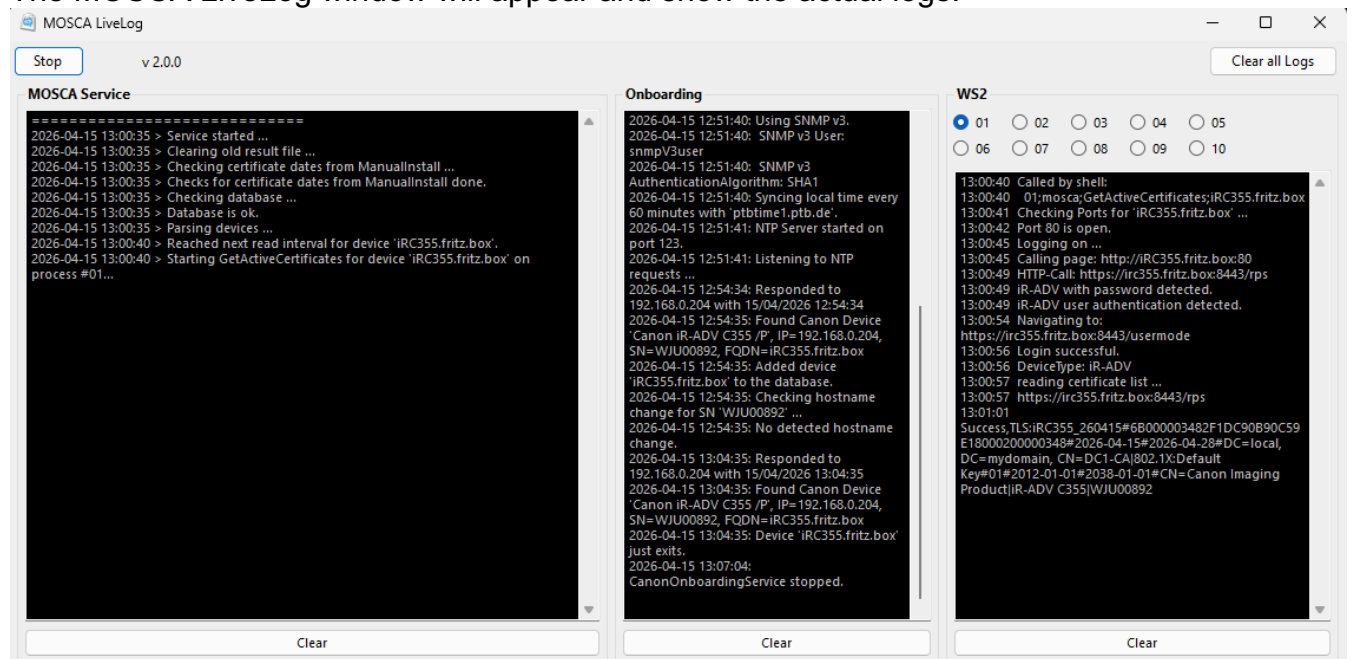 The MOSCA LiveLog window will appear and show the actual logs.
MOSCA LiveLog
Stop
v 2.0.0
Clear all Logs
MOSCA Service
==============================
2026-04-15 13:00:35 > Service started ...
2026-04-15 13:00:35 > Clearing old result file ...
2026-04-15 13:00:35 > Checking certificate dates from ManualInstall ...
2026-04-15 13:00:35 > Checks for certificate dates from ManualInstall done.
2026-04-15 13:00:35 > Checking database ...
2026-04-15 13:00:35 > Database is ok.
2026-04-15 13:00:35 > Parsing devices ...
2026-04-15 13:00:40 > Reached next read interval for device 'iRC355.fritz.box'.
2026-04-15 13:00:40 > Starting GetActiveCertificates for device 'iRC355.fritz.box' on
process #01...
Clear
Onboarding
2026-04-15 12:51:40: Using SNMP v3.
2026-04-15 12:51:40:  SNMP v3 User:
snmpV3user
2026-04-15 12:51:40:  SNMP v3
AuthenticationAlgorithm: SHA1
2026-04-15 12:51:40: Syncing local time every
60 minutes with 'ptbtime1.ptb.de'.
2026-04-15 12:51:41: NTP Server started on
port 123.
2026-04-15 12:51:41: Listening to NTP
requests ...
2026-04-15 12:54:34: Responded to
192.168.0.204 with 15/04/2026 12:54:34
2026-04-15 12:54:35: Found Canon Device
'Canon iR-ADV C355 /P', IP=192.168.0.204,
SN=WJU00892, FQDN=iRC355.fritz.box
2026-04-15 12:54:35: Added device
'iRC355.fritz.box' to the database.
2026-04-15 12:54:35: Checking hostname
change for SN 'WJU00892' ...
2026-04-15 12:54:35: No detected hostname
change.
2026-04-15 13:04:35: Responded to
192.168.0.204 with 15/04/2026 13:04:35
2026-04-15 13:04:35: Found Canon Device
'Canon iR-ADV C355 /P', IP=192.168.0.204,
SN=WJU00892, FQDN=iRC355.fritz.box
2026-04-15 13:04:35: Device 'iRC355.fritz.box'
just exits.
2026-04-15 13:07:04:
CanonOnboardingService stopped.
Clear
WS2
01 02 03 04 05
06 07 08 09 10
13:00:40  Called by shell:
13:00:40   01;mosca;GetActiveCertificates;iRC355.fritz.box
13:00:41  Checking Ports for 'iRC355.fritz.box' ...
13:00:42  Port 80 is open.
13:00:45  Logging on ...
13:00:45  Calling page: http://iRC355.fritz.box:80
13:00:49  HTTP-Call: https://irc355.fritz.box:8443/rps
13:00:49  iR-ADV with password detected.
13:00:49  iR-ADV user authentication detected.
13:00:54  Navigating to:
https://irc355.fritz.box:8443/usermode
13:00:56  Login successful.
13:00:56  DeviceType: iR-ADV
13:00:57  reading certificate list ...
13:00:57  https://irc355.fritz.box:8443/rps
13:01:01
Success,TLS:iRC355_260415#6B000003482F1DC90B90C59
E18000200000348#2026-04-15#2026-04-28#DC=local,
DC=mydomain, CN=DC1-CA|802.1X:Default
Key#01#2012-01-01#2038-01-01#CN=Canon Imaging
Product|iR-ADV C355|WJU00892
Clear